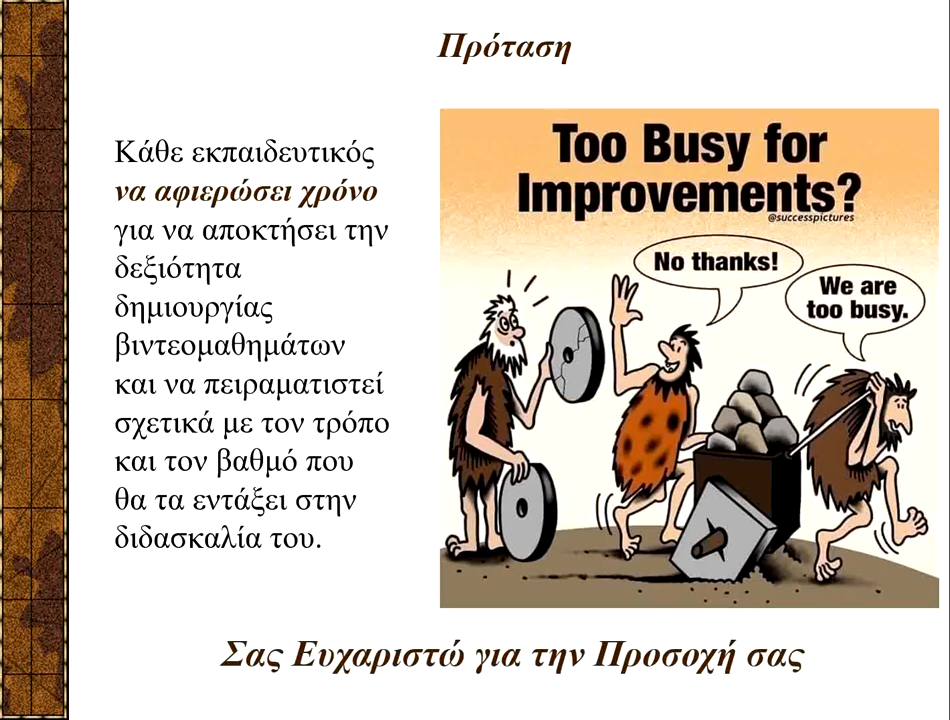 Πρόταση
Κάθε εκπαιδευτικός
να αφιερώσει χρόνο
για να αποκτήσει την
δεξιότητα
δημιουργίας
βιντεομαθημάτων
και να πειραματιστεί
σχετικά με τον τρόπο
και τον βαθμό που
θα τα εντάξει στην
διδασκαλία του.
Too Busy for
Improvements?
@successpictures
No thanks!
We are
too busy.
Σας Ευχαριστώ για την Προσοχή σας